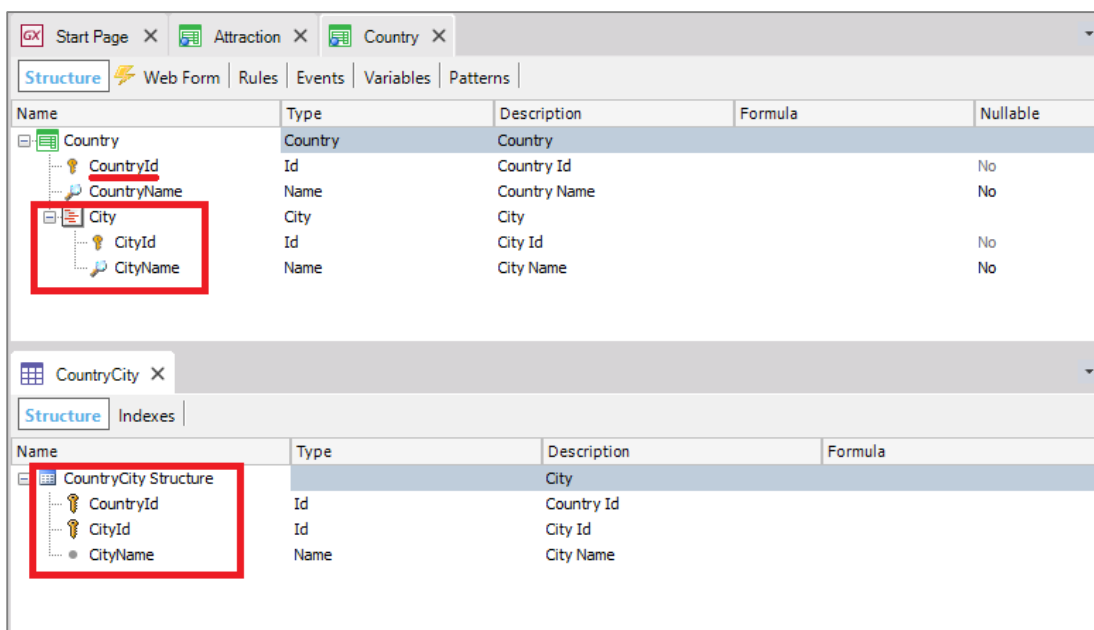 GX Start Page Attraction Country
Structure Web Form Rules Events Variables Patterns
Name Type Description Formula Nullable
Country Country Country
CountryId Id Country Id No
CountryName Name Country Name No
City City City
CityId Id City Id No
CityName Name City Name No
CountryCity
Structure Indexes
Name Type Description Formula
CountryCity Structure City
CountryId Id Country Id
CityId Id City Id
CityName Name City Name